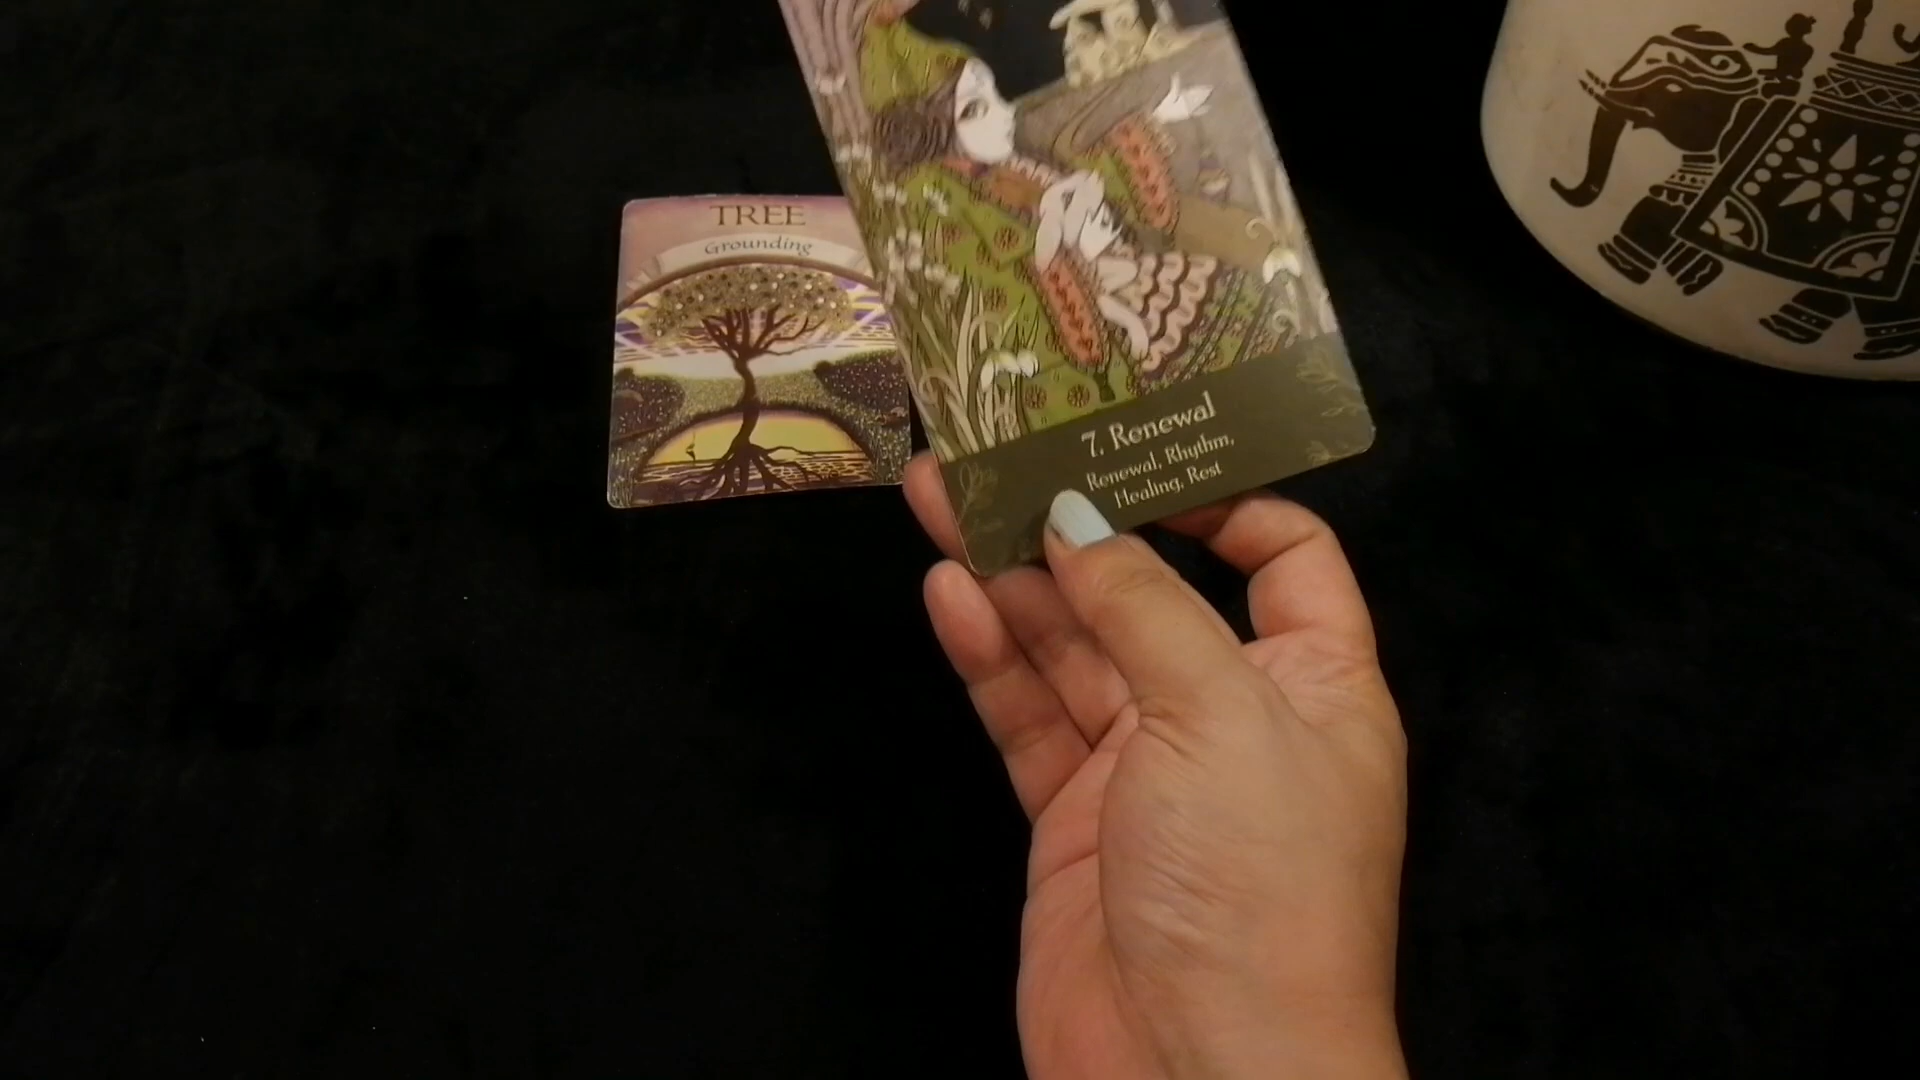 TREE
Grounding
7. Renewal
Renewal, Rhythm,
Healing, Rest